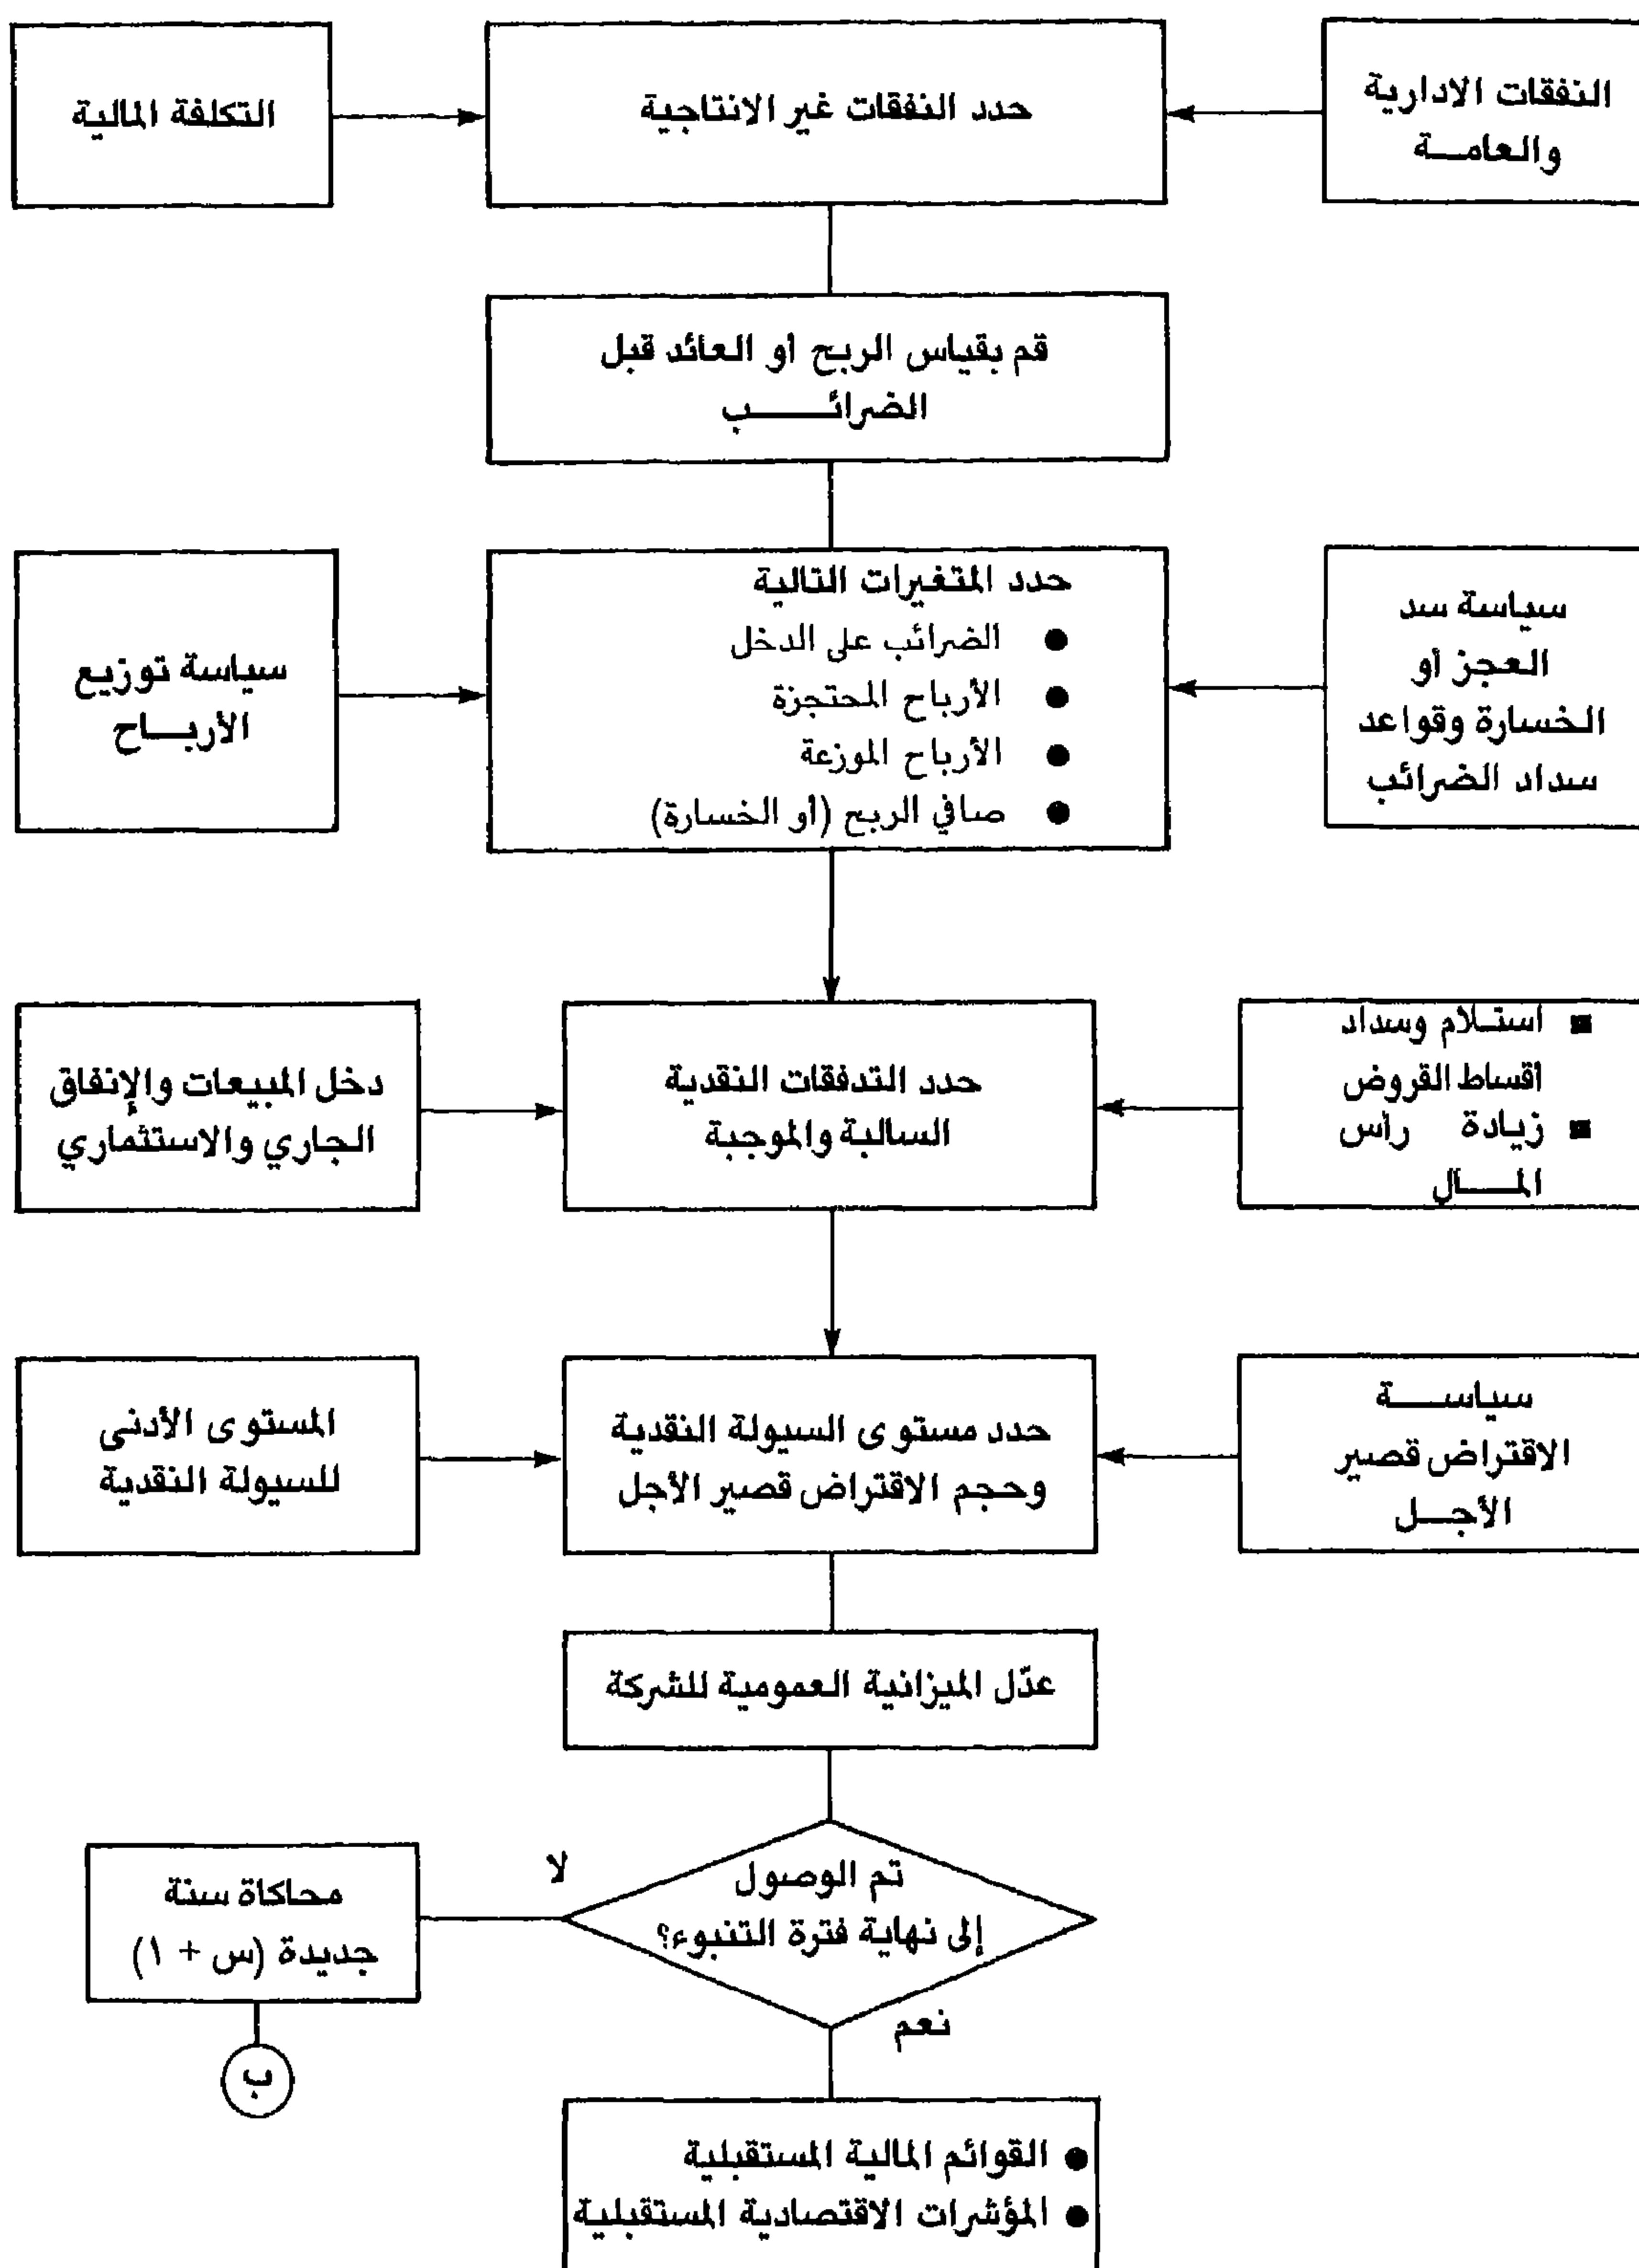 النفقات الادارية
والعامـــة
حدد النفقات غير الانتاجية
التكلفة المالية
قم بقياس الربح او العائد قبل
الضرائـــــب
سياسة سد
العجز أو
الخسارة وقواعد
سداد الضرائب
حدد المتغيرات التالية
● الضرائب على الدخل
● الأرباح المحتجزة
● الأرباح الموزعة
● صافي الربح (أو الخسارة)
سياسة توزيع
الأربـــاح
■ استـلام وسداد
أقساط القروض
■ زيادة رأس
المـــال
حدد التدفقات النقدية
السالبة والموجبة
دخل المبيعات والإنفاق
الجاري والاستثماري
سياســـة
الاقتراض قصير
الأجــل
حدد مستوى السيولة النقدية
وحجم الاقتراض قصير الأجل
المستوى الأدنى
للسيولة النقدية
عدّل الميزانية العمومية للشركة
تم الوصول
إلى نهاية فترة التنبوء؟
لا
محاكاة سنة
جديدة (س + ١)
ب
نعم
● القوائم المالية المستقبلية
● المؤشرات الاقتصادية المستقبلية